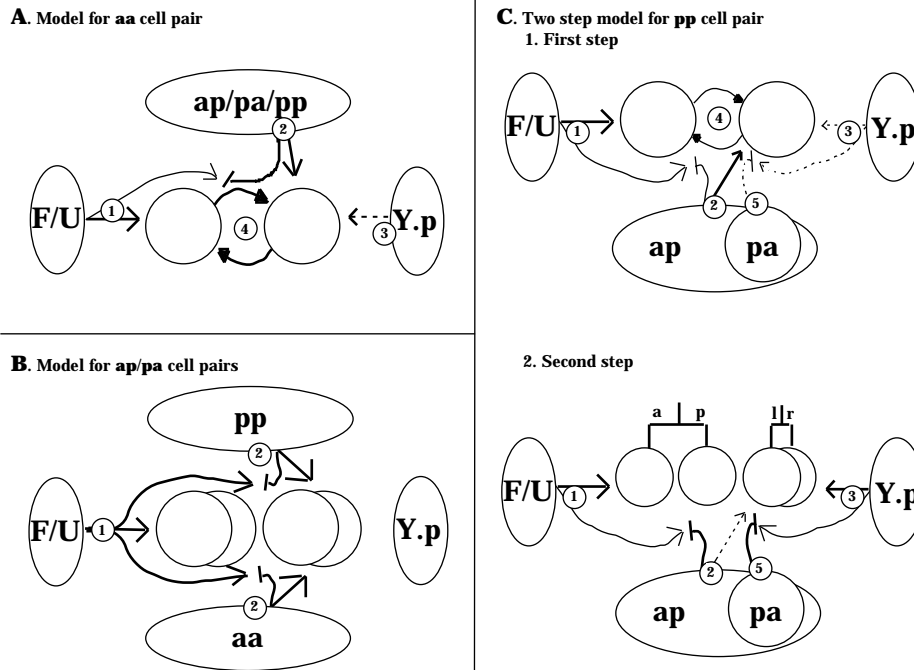 A. Model for aa cell pair
ap/pa/pp
2
F/U
1
4
3
Y.p
B. Model for ap/pa cell pairs
pp
2
F/U
1
Y.p
2
aa
C. Two step model for pp cell pair
1. First step
F/U
1
4
3
Y.p
2
5
ap
pa
2. Second step
a p l r
F/U
1
3
Y.p
2
5
ap
pa